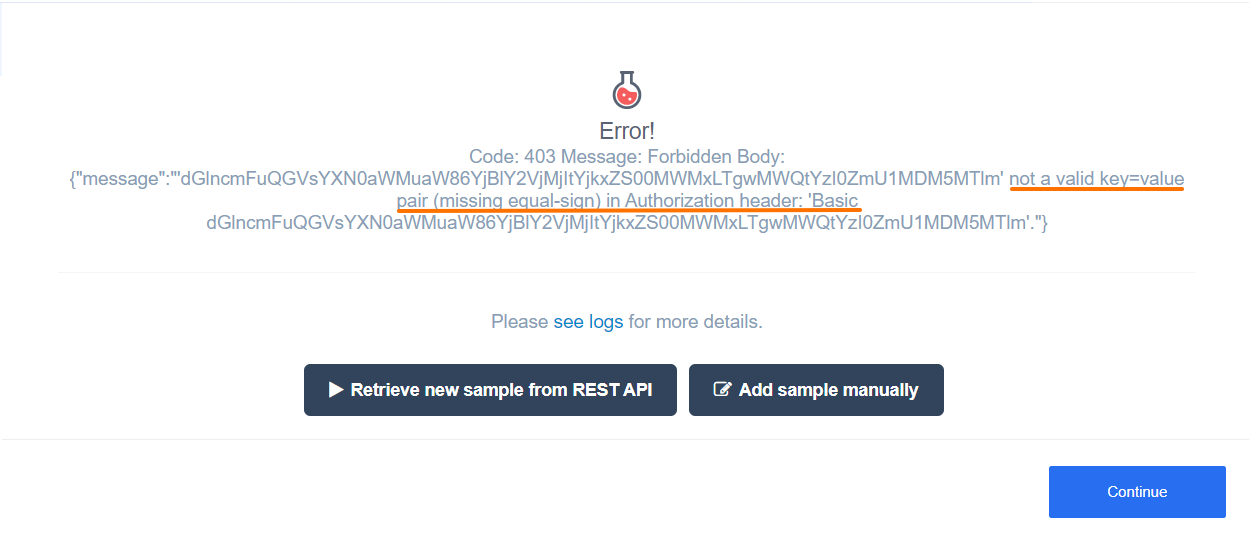 Error!
Code: 403 Message: Forbidden Body:
{"message":"'dGlncmFuQGVsYXN0aWMuaW86YjBlY2VjMjItYjkxZS00MWMxLTgwMWQtYzI0ZmU1MDM5MTlm' not a valid key=value
pair (missing equal-sign) in Authorization header: 'Basic
dGlncmFuQGVsYXN0aWMuaW86YjBlY2VjMjItYjkxZS00MWMxLTgwMWQtYzI0ZmU1MDM5MTlm'."}
Please see logs for more details.
Retrieve new sample from REST API
Add sample manually
Continue